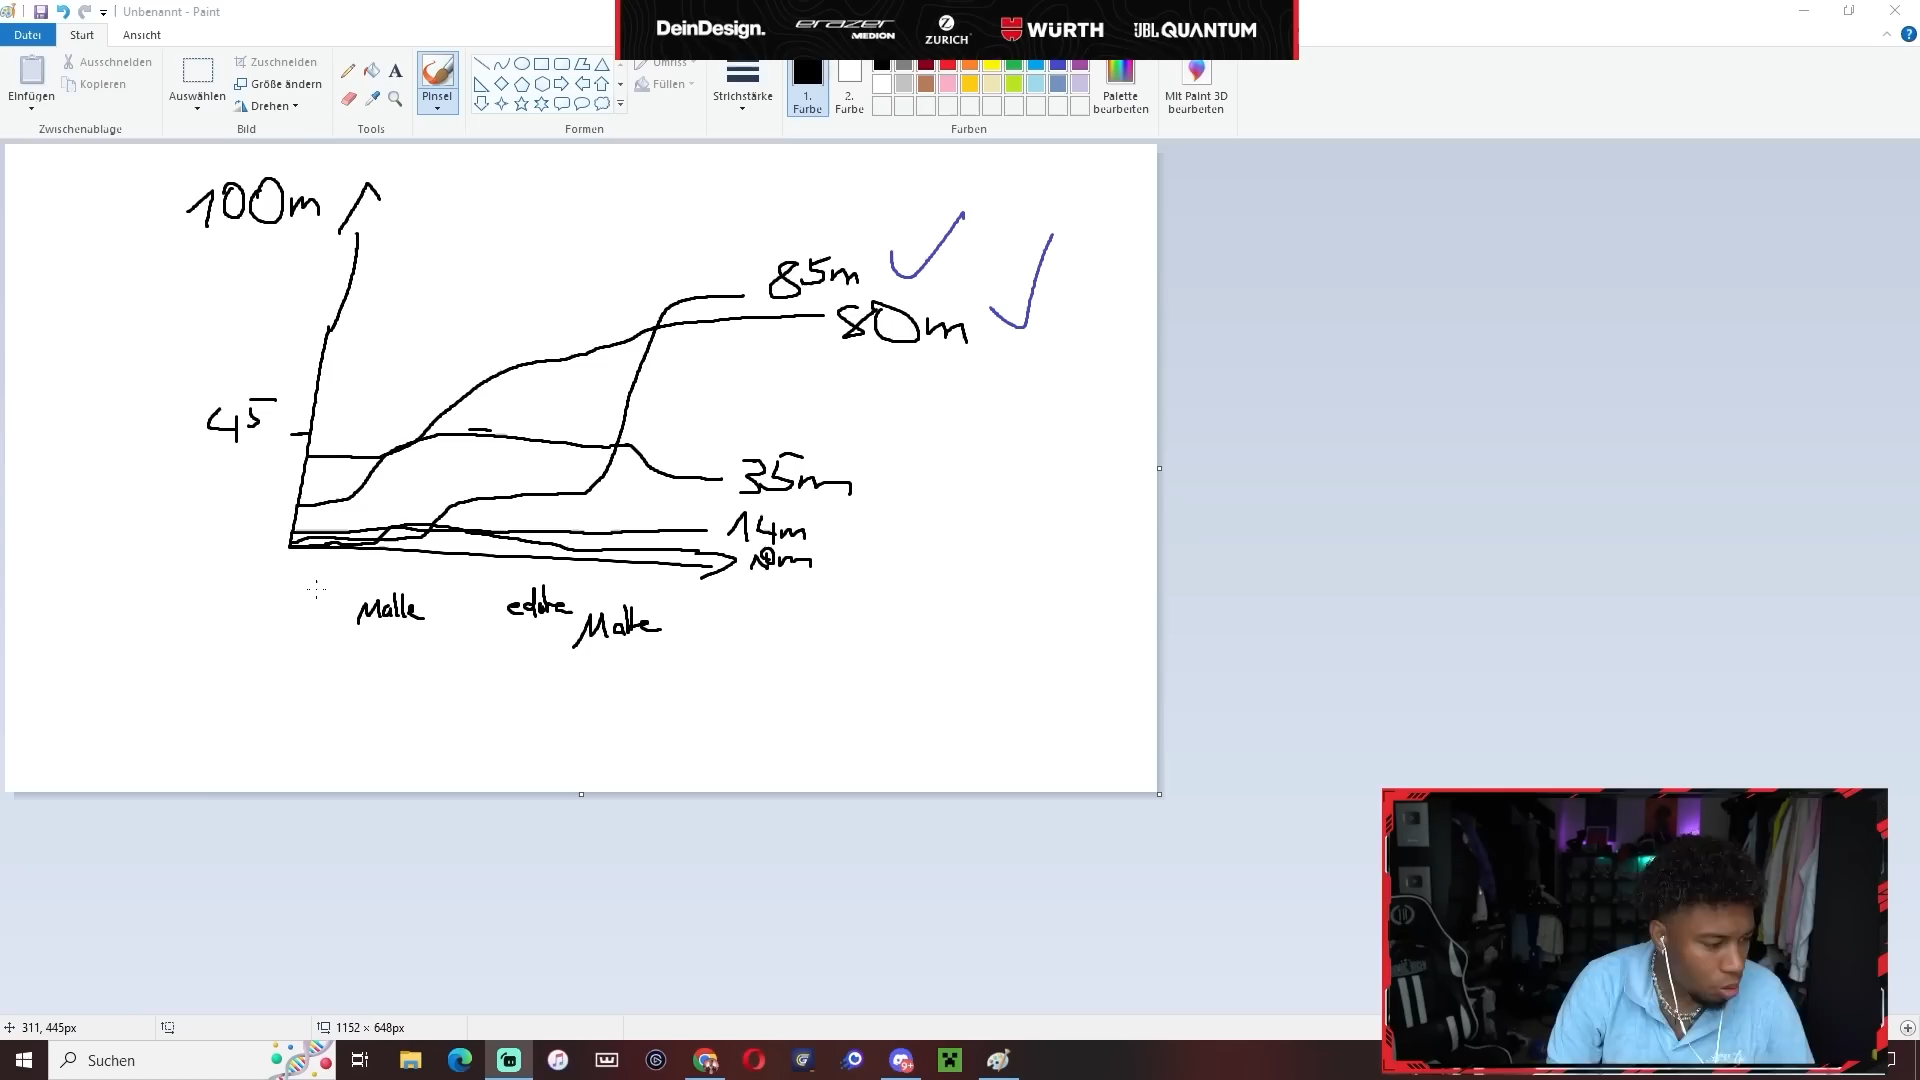 Unbenannt - Paint
Datei Start Ansicht
DeinDesign. erazer MEDION ZURICH WÜRTH JBL QUANTUM
Einfügen
Ausschneiden
Kopieren
Zwischenablage
Auswählen
Zuschneiden
Größe ändern
Drehen
Bild
A
Tools
Pinsel
Umriss
Füllen
Formen
Strichstärke
1. Farbe
2. Farbe
Palette bearbeiten
Mit Paint 3D bearbeiten
Farben
100m
85m
80m
45
35m
14m
Malle
Malle
311, 445px
1152 × 648px
Suchen
9+